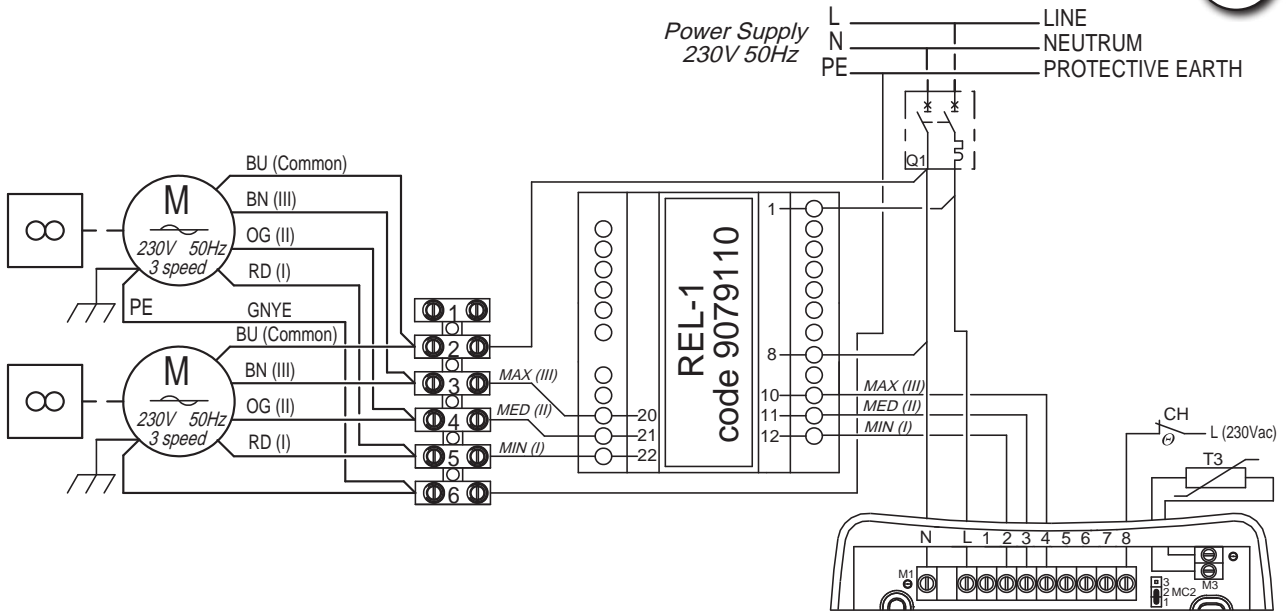 Power Supply
230V 50Hz
L
LINE
N
NEUTRUM
PE
PROTECTIVE EARTH
Q1
BU (Common)
BN (III)
OG (II)
RD (I)
M
230V 50Hz
3 speed
PE
GNYE
BU (Common)
BN (III)
OG (II)
RD (I)
M
230V 50Hz
3 speed
1
2
3
4
5
6
MAX (III)
MED (II)
MIN (I)
20
21
22
REL-1
code 9079110
1
8
10
11
12
MAX (III)
MED (II)
MIN (I)
CH
L (230Vac)
T3
N L 1 2 3 4 5 6 7 8
M1
3
2
1
MC2
M3